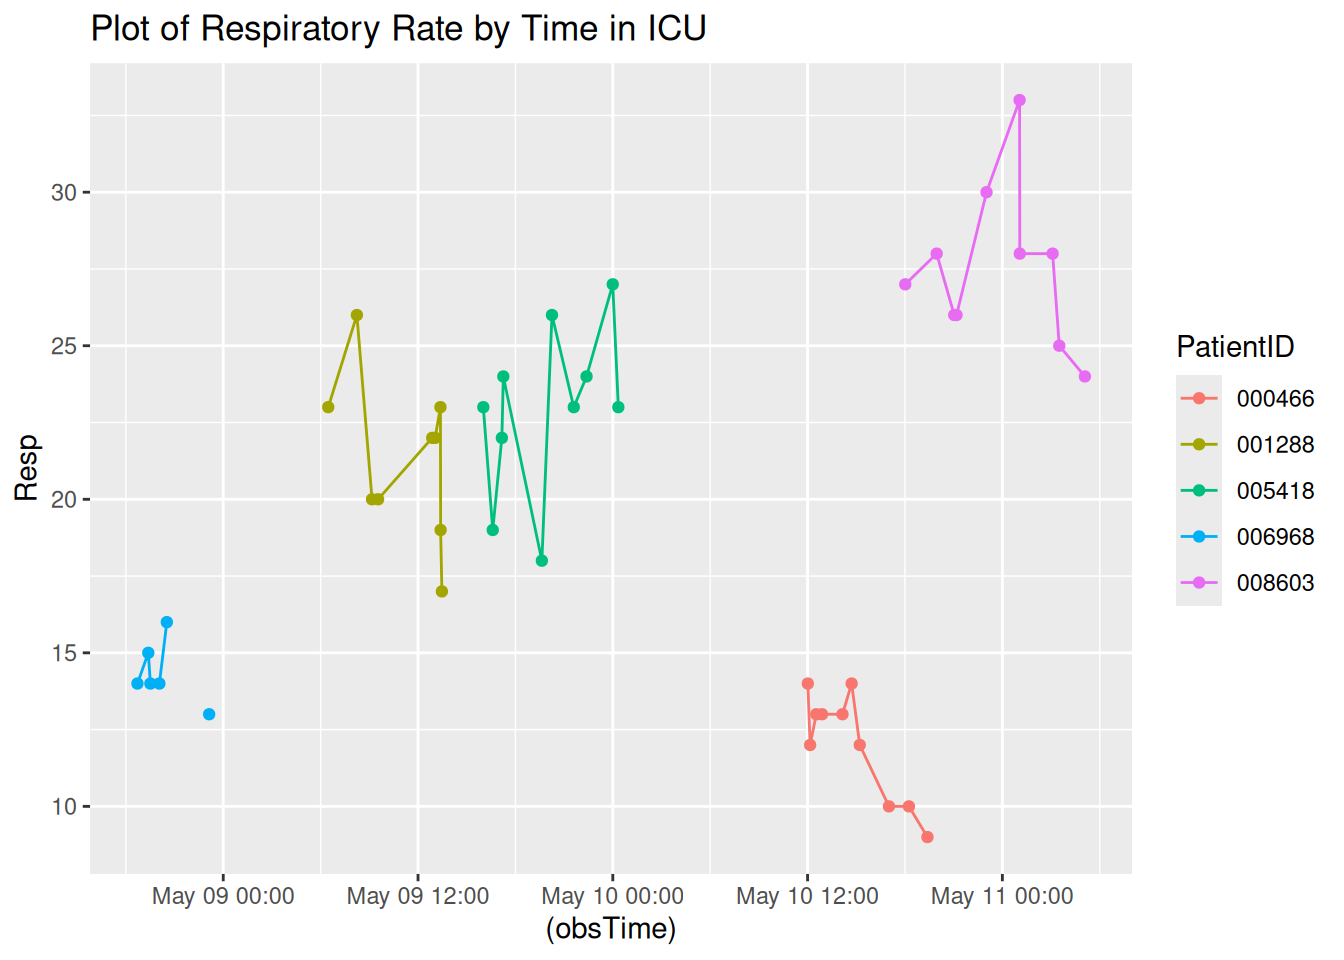 Plot of Respiratory Rate by Time in ICU
Resp
30
25
20
15
10
May 09 00:00
May 09 12:00
May 10 00:00
May 10 12:00
May 11 00:00
(obsTime)
PatientID
000466
001288
005418
006968
008603